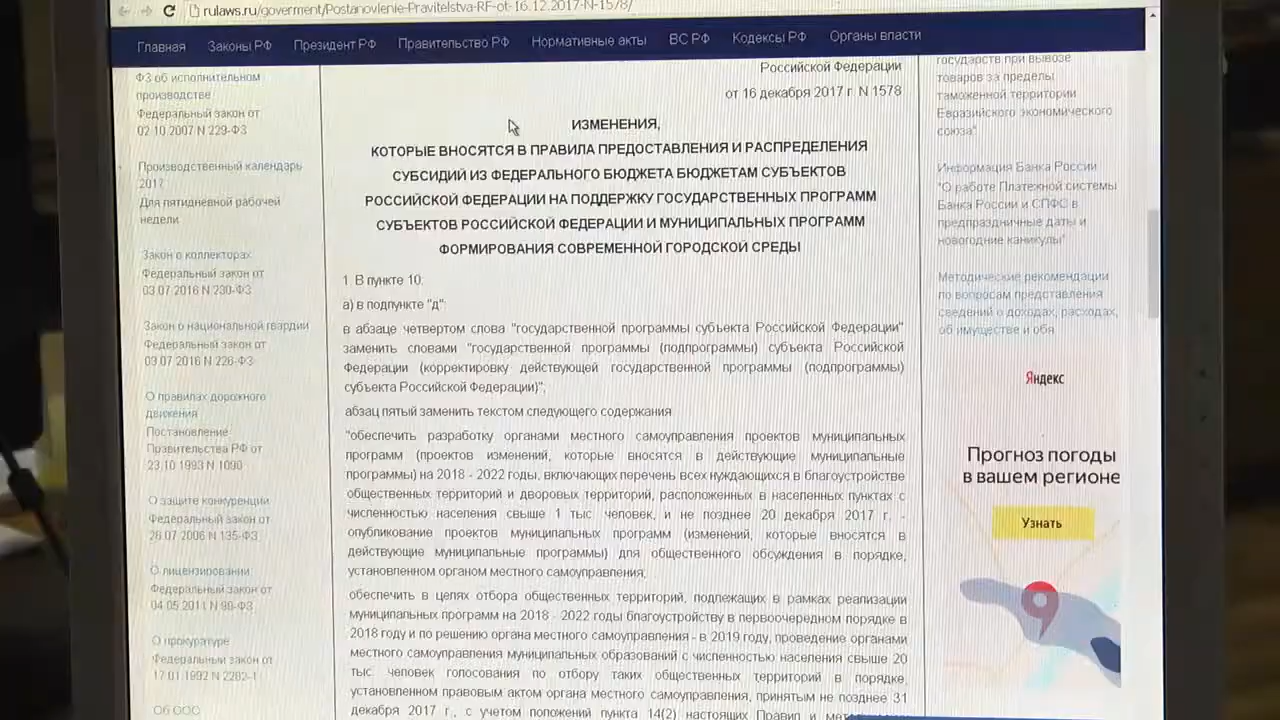 rulaws.ru/goverment/Postanovlenie-Pravitelstva-RF-ot-16.12.2017-N-1578/
Главная Законы РФ Президент РФ Правительство РФ Нормативные акты ВС РФ Кодексы РФ Органы власти
ФЗ об исполнительном
производстве
Федеральный закон от
02.10.2007 N 229-ФЗ
Производственный календарь
2017
Для пятидневной рабочей
недели
Закон о коллекторах
Федеральный закон от
03.07.2016 N 230-ФЗ
Закон о национальной гвардии
Федеральный закон от
09.07.2016 N 226-ФЗ
О правилах дорожного
движения
Постановление
Правительства РФ от
23.10.1993 N 1090
О защите конкуренции
Федеральный закон от
26.07.2006 N 135-ФЗ
О лицензировании
Федеральный закон от
04.05.2011 N 99-ФЗ
О прокуратуре
Федеральный закон от
17.01.1992 N 2202-1
Об ООО
Российской Федерации
от 16 декабря 2017 г. N 1578
ИЗМЕНЕНИЯ,
КОТОРЫЕ ВНОСЯТСЯ В ПРАВИЛА ПРЕДОСТАВЛЕНИЯ И РАСПРЕДЕЛЕНИЯ
СУБСИДИЙ ИЗ ФЕДЕРАЛЬНОГО БЮДЖЕТА БЮДЖЕТАМ СУБЪЕКТОВ
РОССИЙСКОЙ ФЕДЕРАЦИИ НА ПОДДЕРЖКУ ГОСУДАРСТВЕННЫХ ПРОГРАММ
СУБЪЕКТОВ РОССИЙСКОЙ ФЕДЕРАЦИИ И МУНИЦИПАЛЬНЫХ ПРОГРАММ
ФОРМИРОВАНИЯ СОВРЕМЕННОЙ ГОРОДСКОЙ СРЕДЫ
1. В пункте 10:
а) в подпункте "д":
в абзаце четвертом слова "государственной программы субъекта Российской Федерации"
заменить словами "государственной программы (подпрограммы) субъекта Российской
Федерации (корректировку действующей государственной программы (подпрограммы)
субъекта Российской Федерации)";
абзац пятый заменить текстом следующего содержания
"обеспечить разработку органами местного самоуправления проектов муниципальных
программ (проектов изменений, которые вносятся в действующие муниципальные
программы) на 2018 - 2022 годы, включающих перечень всех нуждающихся в благоустройстве
общественных территорий и дворовых территорий, расположенных в населенных пунктах с
численностью населения свыше 1 тыс. человек, и не позднее 20 декабря 2017 г. -
опубликование проектов муниципальных программ (изменений, которые вносятся в
действующие муниципальные программы) для общественного обсуждения в порядке,
установленном органом местного самоуправления;
обеспечить в целях отбора общественных территорий, подлежащих в рамках реализации
муниципальных программ на 2018 - 2022 годы благоустройству в первоочередном порядке в
2018 году и по решению органа местного самоуправления - в 2019 году, проведение органами
местного самоуправления муниципальных образований с численностью населения свыше 20
тыс. человек голосования по отбору таких общественных территорий в порядке,
установленном правовым актом органа местного самоуправления, принятым не позднее 31
декабря 2017 г., с учетом положений пункта 14(2) настоящих Правил и
государств при вывозе
товаров за пределы
таможенной территории
Евразийского экономического
союза"
Информация Банка России
"О работе Платежной системы
Банка России и СПФС в
предпраздничные даты и
новогодние каникулы"
Методические рекомендации
по вопросам представления
сведений о доходах, расходах,
об имуществе и обя
Яндекс
Прогноз погоды
в вашем регионе
Узнать